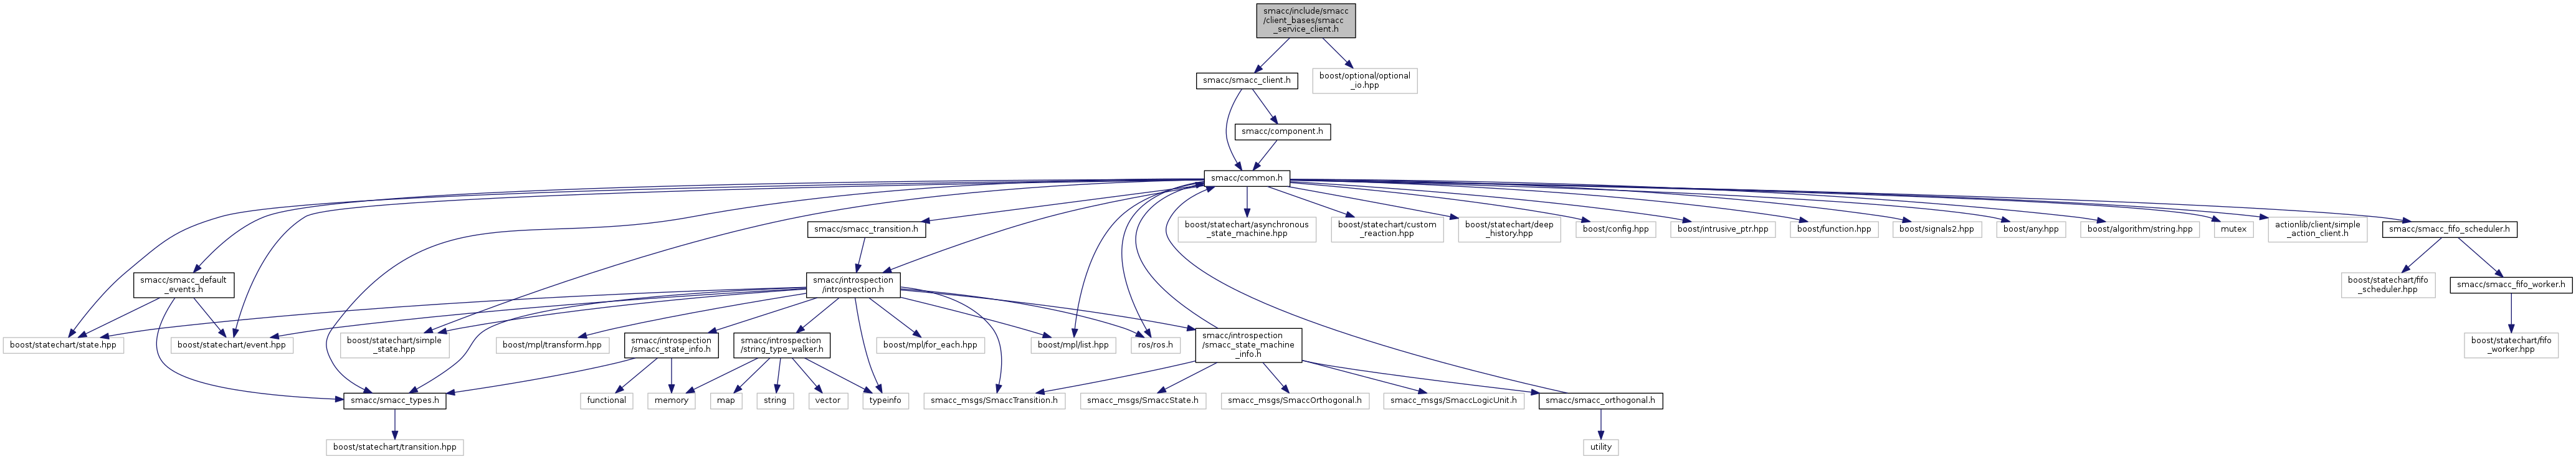 smacc/include/smacc
/client_bases/smacc
_service_client.h
smacc/smacc_client.h
boost/optional/optional
_io.hpp
smacc/component.h
smacc/common.h
smacc/smacc_transition.h
boost/statechart/asynchronous
_state_machine.hpp
boost/statechart/custom
_reaction.hpp
boost/statechart/deep
_history.hpp
boost/config.hpp
boost/intrusive_ptr.hpp
boost/function.hpp
boost/signals2.hpp
boost/any.hpp
boost/algorithm/string.hpp
mutex
actionlib/client/simple
_action_client.h
smacc/smacc_fifo_scheduler.h
smacc/smacc_default
_events.h
smacc/introspection
/introspection.h
boost/statechart/fifo
_scheduler.hpp
smacc/smacc_fifo_worker.h
boost/statechart/state.hpp
boost/statechart/event.hpp
boost/statechart/simple
_state.hpp
boost/mpl/transform.hpp
smacc/introspection
/smacc_state_info.h
smacc/introspection
/string_type_walker.h
boost/mpl/for_each.hpp
boost/mpl/list.hpp
ros/ros.h
smacc/introspection
/smacc_state_machine
_info.h
boost/statechart/fifo
_worker.hpp
smacc/smacc_types.h
functional
memory
map
string
vector
typeinfo
smacc_msgs/SmaccTransition.h
smacc_msgs/SmaccState.h
smacc_msgs/SmaccOrthogonal.h
smacc_msgs/SmaccLogicUnit.h
smacc/smacc_orthogonal.h
boost/statechart/transition.hpp
utility